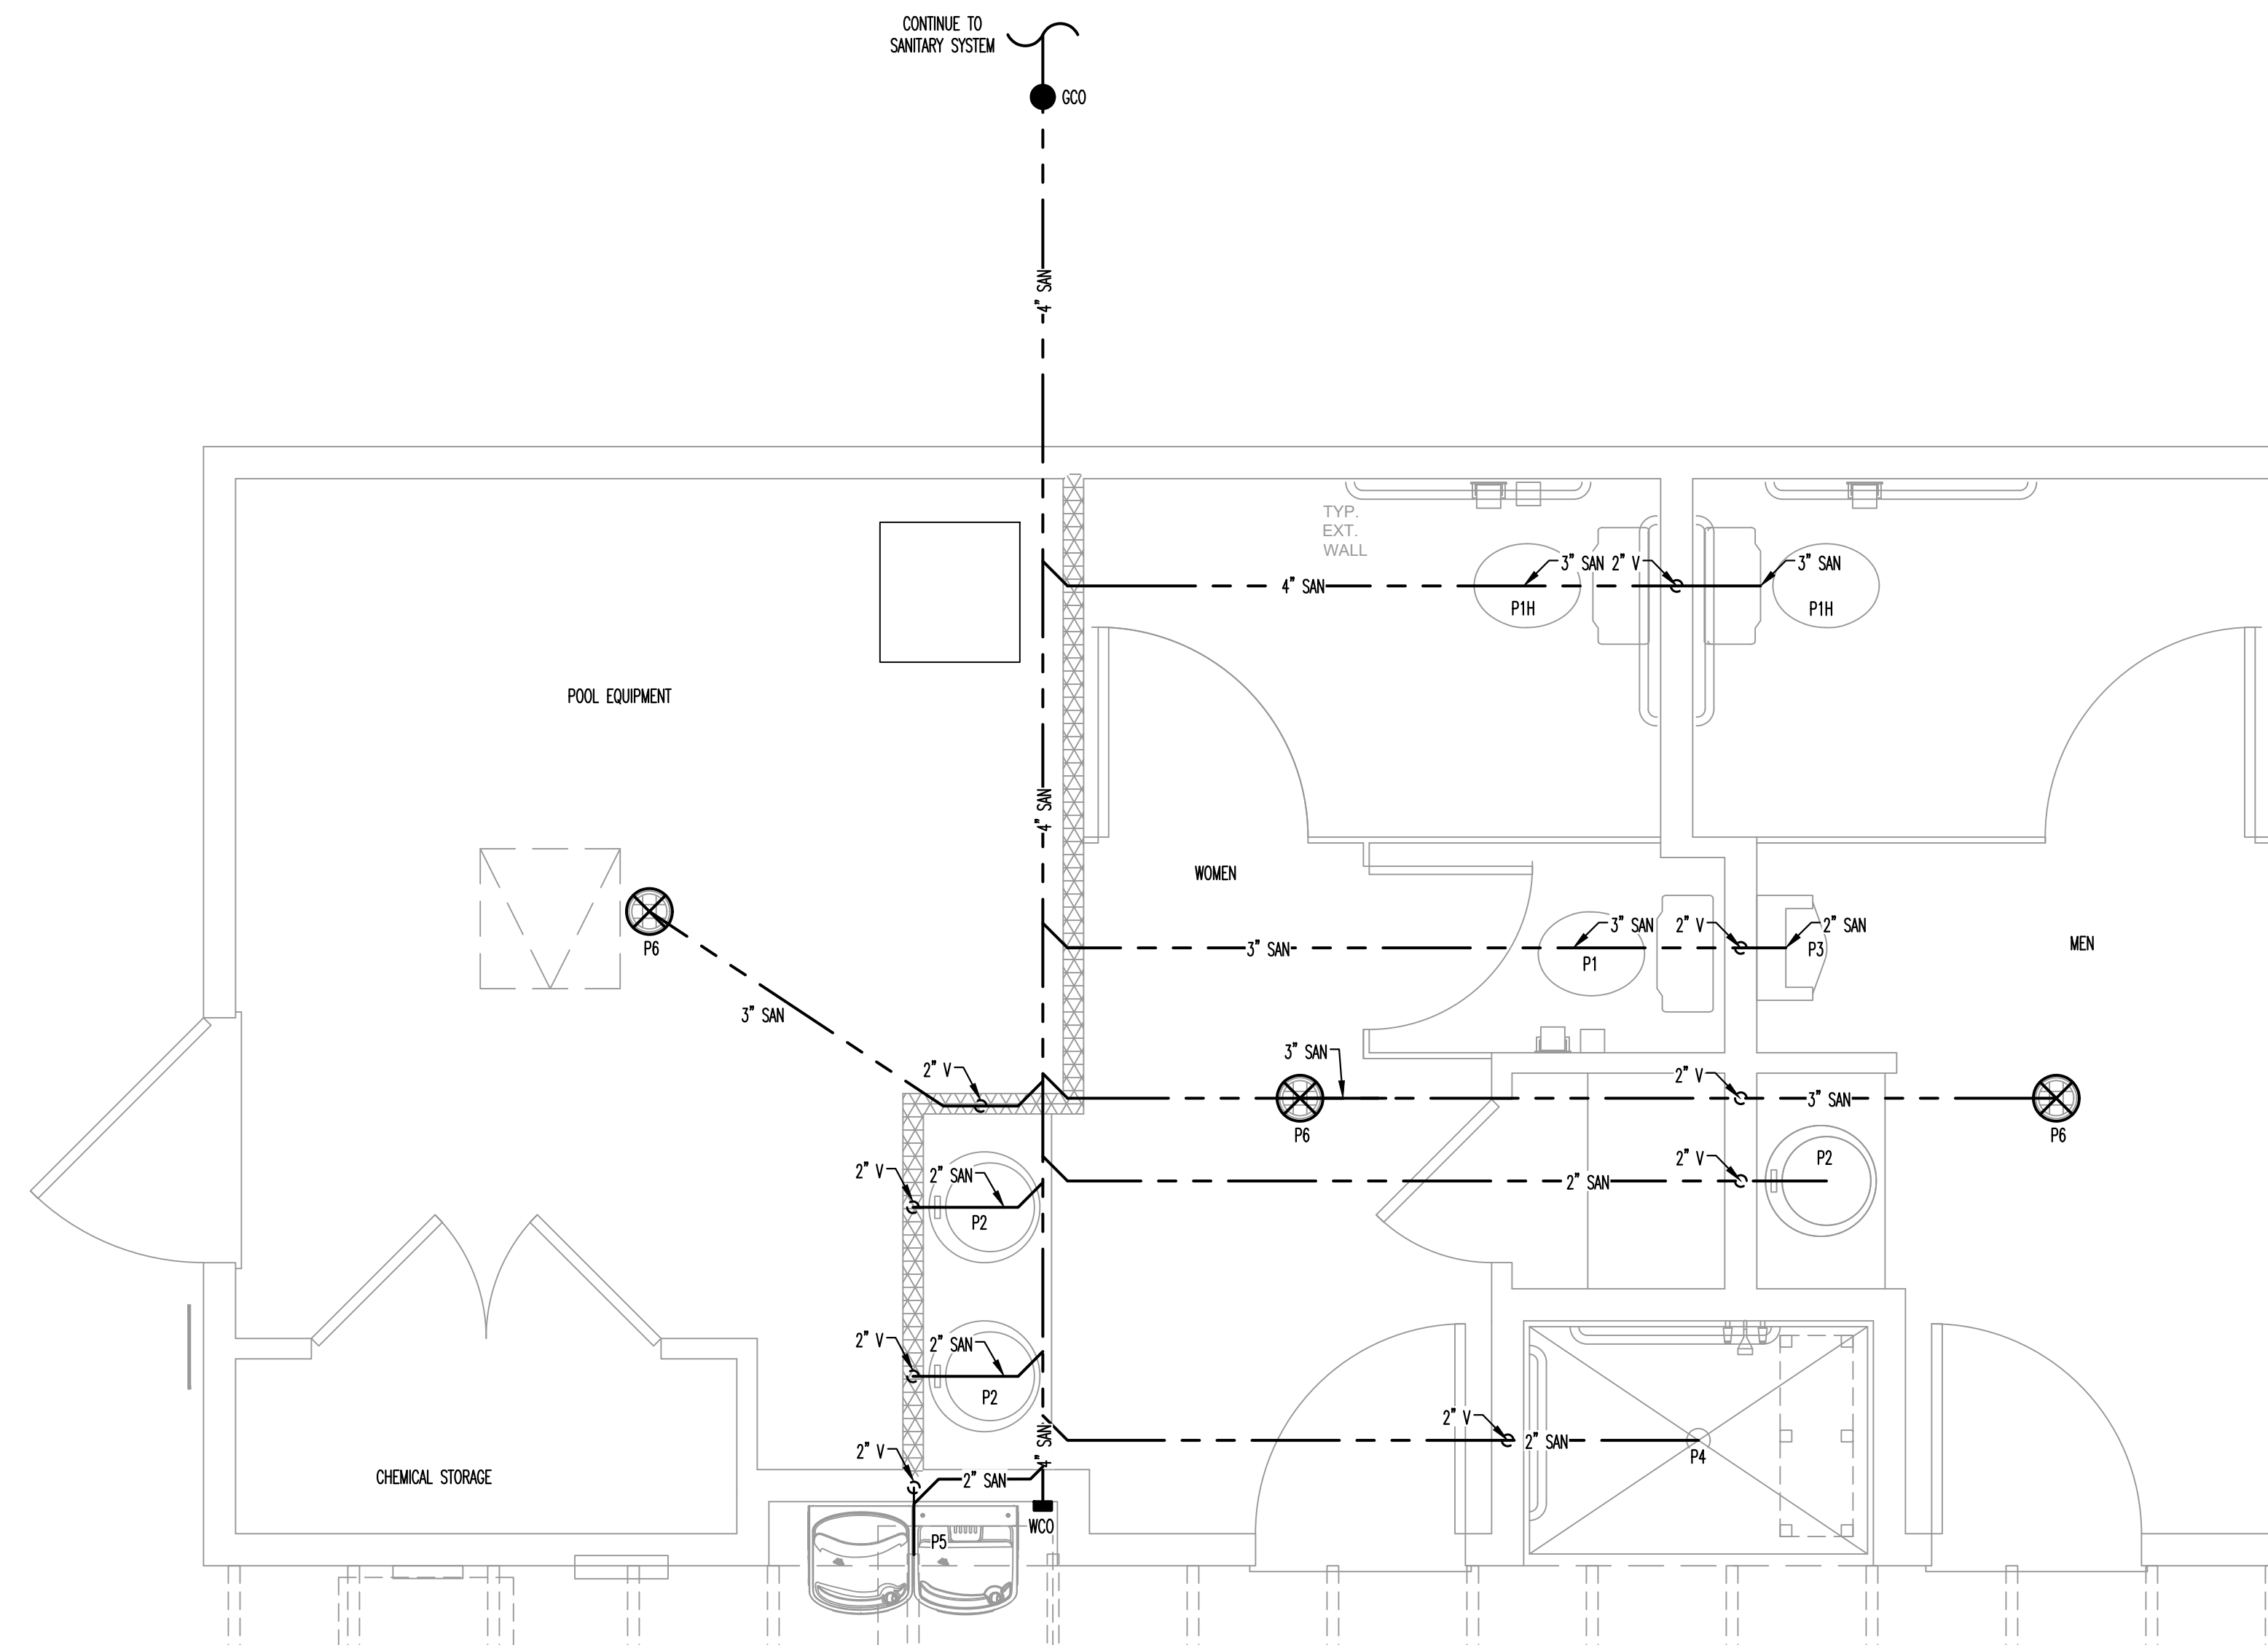 CONTINUE TO
SANITARY SYSTEM
GCO
4" SAN
TYP.
EXT.
WALL
3" SAN 2" V
3" SAN
4" SAN
P1H
P1H
POOL EQUIPMENT
4" SAN
WOMEN
3" SAN
2" V
2" SAN
MEN
3" SAN
P6
P1
P3
3" SAN
3" SAN
2" V
2" V
3" SAN
P6
P6
2" V
2" SAN
2" V
P2
2" SAN
P2
2" V
2" SAN
P2
2" V
4" SAN
2" SAN
P4
2" V
CHEMICAL STORAGE
2" SAN
WCO
P5